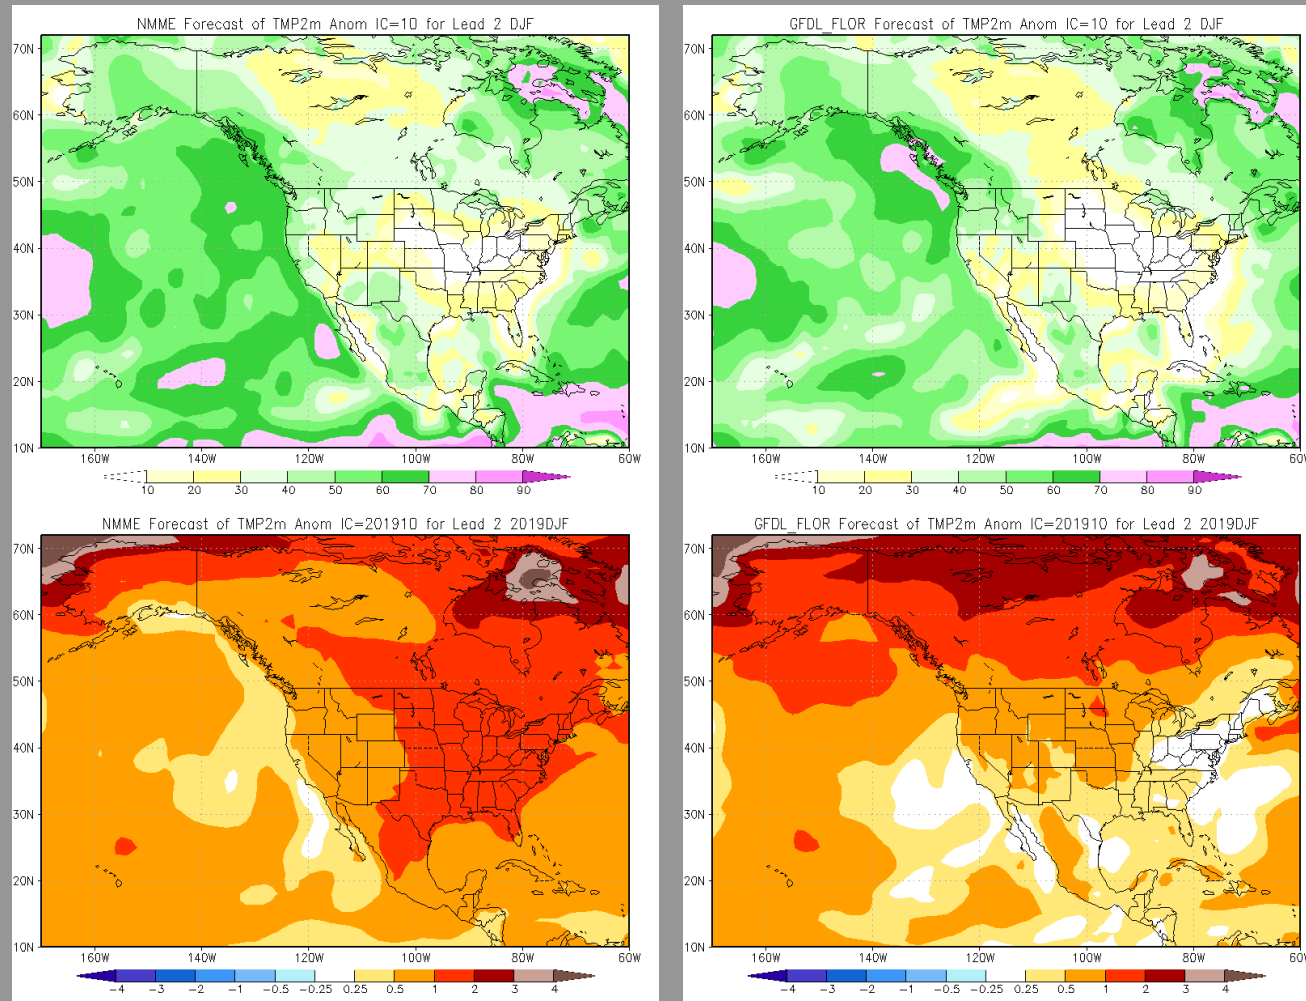 NMME Forecast of TMP2m Anom IC=10 for Lead 2 DJF
70N
60N
50N
40N
30N
20N
10N
160W 140W 120W 100W 80W 60W
10 20 30 40 50 60 70 80 90
GFDL_FLOR Forecast of TMP2m Anom IC=10 for Lead 2 DJF
70N
60N
50N
40N
30N
20N
10N
160W 140W 120W 100W 80W 60W
10 20 30 40 50 60 70 80 90
NMME Forecast of TMP2m Anom IC=201910 for Lead 2 2019DJF
70N
60N
50N
40N
30N
20N
10N
160W 140W 120W 100W 80W 60W
-4 -3 -2 -1 -0.5 -0.25 0.25 0.5 1 2 3 4
GFDL_FLOR Forecast of TMP2m Anom IC=201910 for Lead 2 2019DJF
70N
60N
50N
40N
30N
20N
10N
160W 140W 120W 100W 80W 60W
-4 -3 -2 -1 -0.5 -0.25 0.25 0.5 1 2 3 4